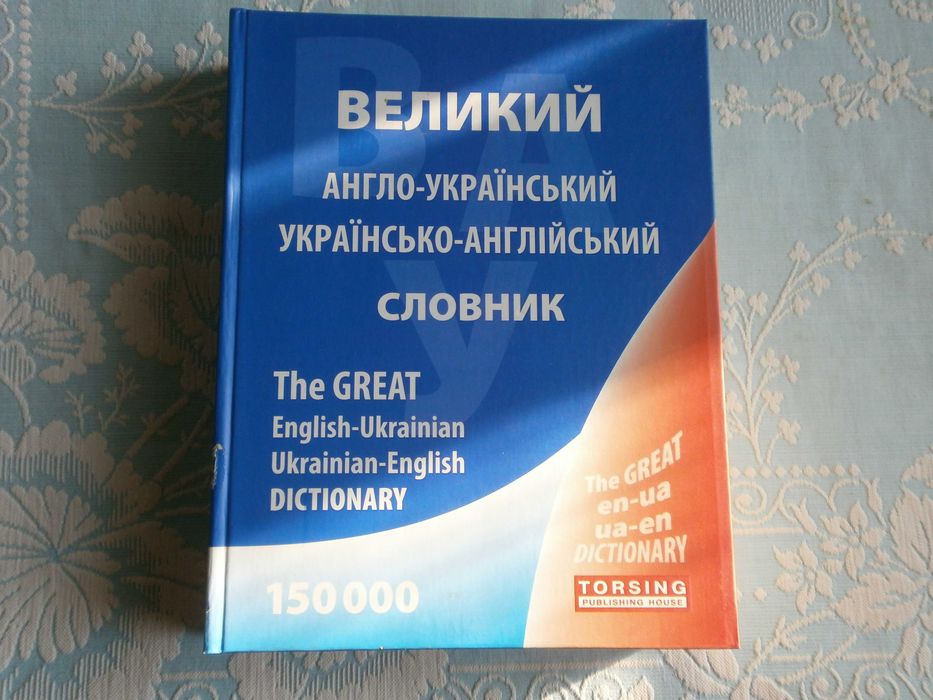 ВЕЛИКИЙ
АНГЛО-УКРАЇНСЬКИЙ
УКРАЇНСЬКО-АНГЛІЙСЬКИЙ
СЛОВНИК
The GREAT
English-Ukrainian
Ukrainian-English
DICTIONARY
150 000
The GREAT
en-ua
ua-en
DICTIONARY
TORSING
PUBLISHING HOUSE
В А
У